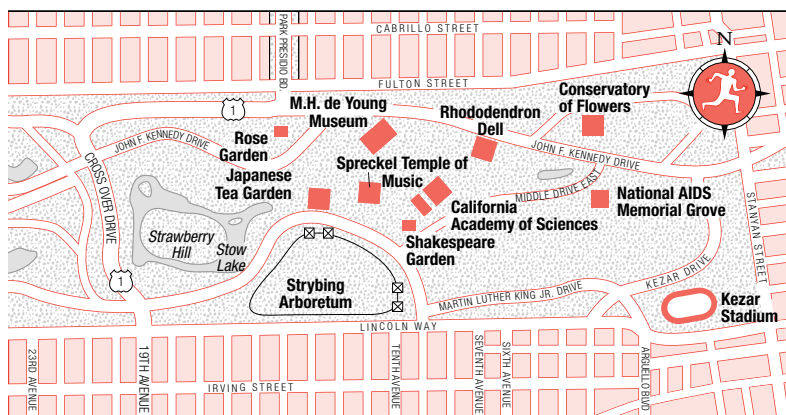 CABRILLO STREET
PARK PRESIDIO BD.
N
FULTON STREET
1
M.H. de Young
Museum
Conservatory
of Flowers
Rhododendron
Dell
Rose
Garden
JOHN F. KENNEDY DRIVE
JOHN F. KENNEDY DRIVE
CROSS OVER DRIVE
Japanese
Tea Garden
Spreckel Temple of
Music
MIDDLE DRIVE EAST
National AIDS
Memorial Grove
STANYAN STREET
California
Academy of Sciences
Shakespeare
Garden
Strawberry
Hill
Stow
Lake
1
Strybing
Arboretum
MARTIN LUTHER KING JR. DRIVE
KEZAR DRIVE
Kezar
Stadium
LINCOLN WAY
23RD AVENUE
19TH AVENUE
TENTH AVENUE
SEVENTH AVENUE
SIXTH AVENUE
ARGUELLO BLVD
IRVING STREET